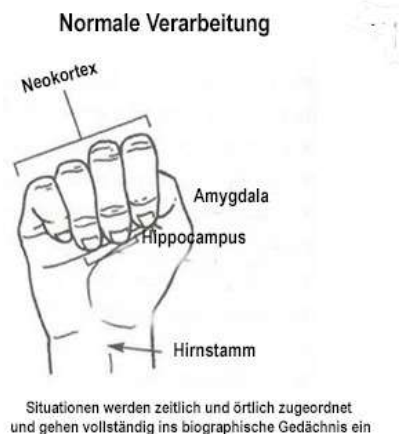 Normale Verarbeitung
Neokortex
Amygdala
Hippocampus
Hirnstamm
Situationen werden zeitlich und örtlich zugeordnet
und gehen vollständig ins biographische Gedächnis ein